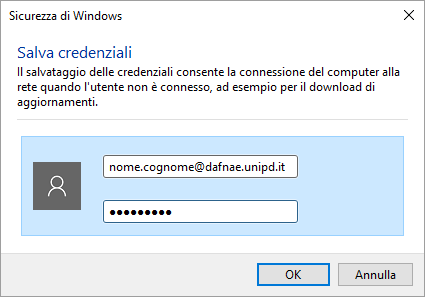 Sicurezza di Windows
Salva credenziali
Il salvataggio delle credenziali consente la connessione del computer alla
rete quando l'utente non è connesso, ad esempio per il download di
aggiornamenti.
nome.cognome@dafnae.unipd.it
●●●●●●●●●
OK
Annulla